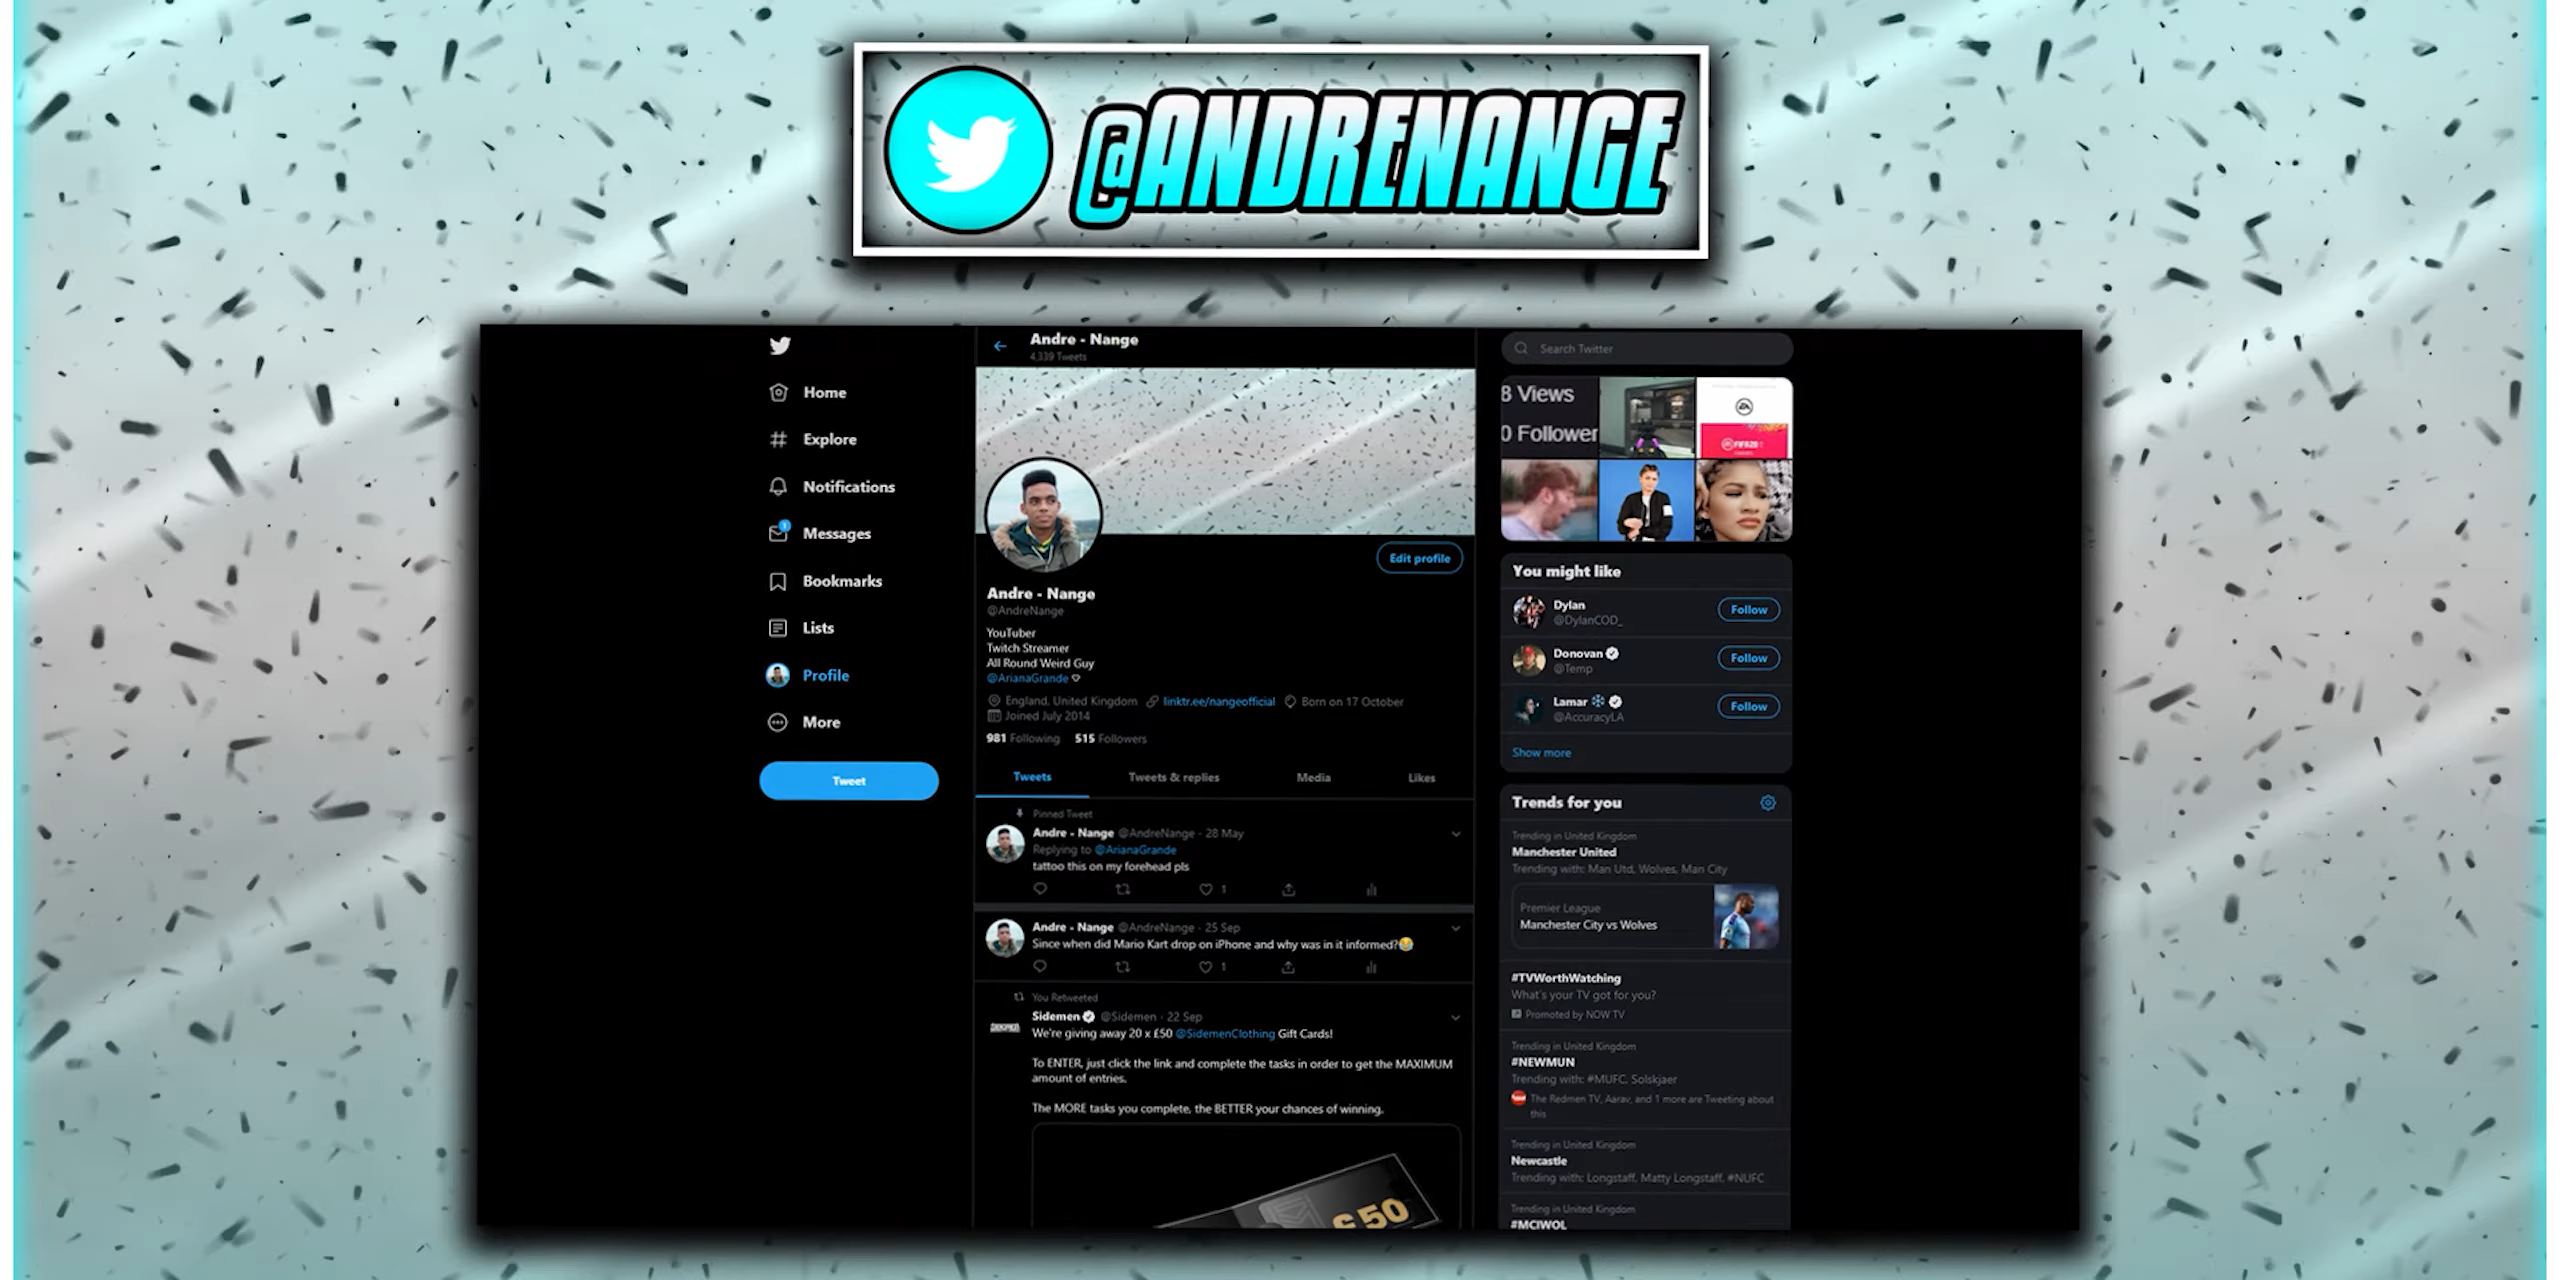 @ANDRENANGE
Andre - Nange
4,339 Tweets
Home
Explore
Notifications
1
Messages
Bookmarks
Lists
Profile
More
Tweet
Edit profile
Andre - Nange
@AndreNange
YouTuber
Twitch Streamer
All Round Weird Guy
@ArianaGrande
England, United Kingdom linktr.ee/nangeofficial Born on 17 October
Joined July 2014
981 Following 515 Followers
Tweets Tweets & replies Media Likes
Pinned Tweet
Andre - Nange @AndreNange · 28 May
Replying to @ArianaGrande
tattoo this on my forehead pls
1
Andre - Nange @AndreNange · 25 Sep
Since when did Mario Kart drop on iPhone and why was in it informed?😭
1
You Retweeted
Sidemen @Sidemen · 22 Sep
We're giving away 20 x £50 @SidemenClothing Gift Cards!
To ENTER, just click the link and complete the tasks in order to get the MAXIMUM
amount of entries.
The MORE tasks you complete, the BETTER your chances of winning.
£50
Search Twitter
8 Views
0 Follower
EA
FIFA20
You might like
Dylan
@DylanCOD_
Follow
Donovan
@Temp
Follow
Lamar ❄
@AccuracyLA
Follow
Show more
Trends for you
Trending in United Kingdom
Manchester United
Trending with: Man Utd, Wolves, Man City
Premier League
Manchester City vs Wolves
#TVWorthWatching
What's your TV got for you?
Promoted by NOW TV
Trending in United Kingdom
#NEWMUN
Trending with: #MUFC, Solskjaer
The Redmen TV, Aarav, and 1 more are Tweeting about
this
Trending in United Kingdom
Newcastle
Trending with: Longstaff, Matty Longstaff, #NUFC
Trending in United Kingdom
#MCIWOL